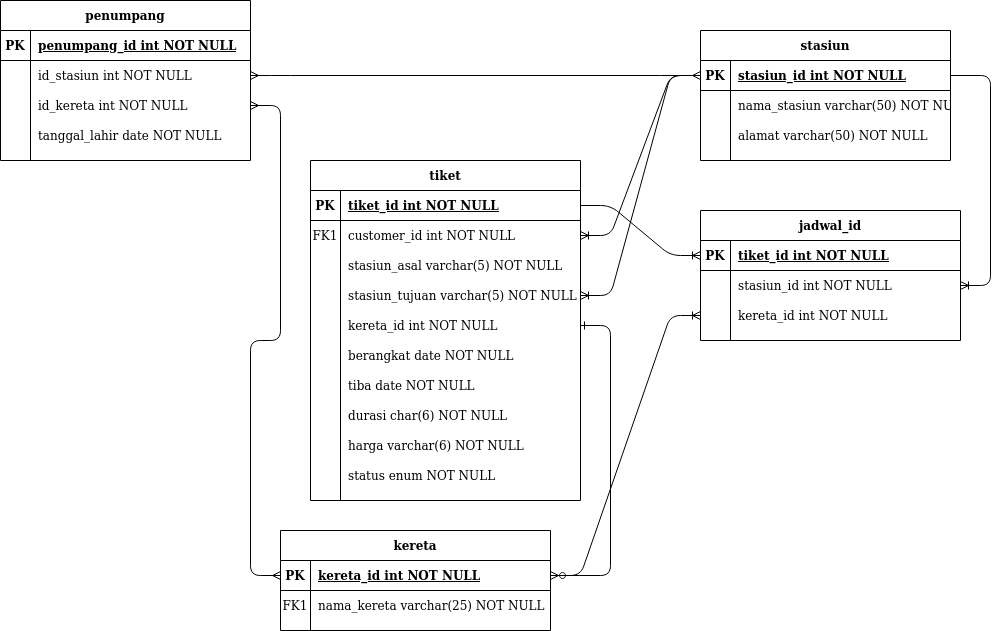 penumpang
PK penumpang_id int NOT NULL
id_stasiun int NOT NULL
id_kereta int NOT NULL
tanggal_lahir date NOT NULL
stasiun
PK stasiun_id int NOT NULL
nama_stasiun varchar(50) NOT NU
alamat varchar(50) NOT NULL
tiket
PK tiket_id int NOT NULL
FK1 customer_id int NOT NULL
stasiun_asal varchar(5) NOT NULL
stasiun_tujuan varchar(5) NOT NULL
kereta_id int NOT NULL
berangkat date NOT NULL
tiba date NOT NULL
durasi char(6) NOT NULL
harga varchar(6) NOT NULL
status enum NOT NULL
jadwal_id
PK tiket_id int NOT NULL
stasiun_id int NOT NULL
kereta_id int NOT NULL
kereta
PK kereta_id int NOT NULL
FK1 nama_kereta varchar(25) NOT NULL